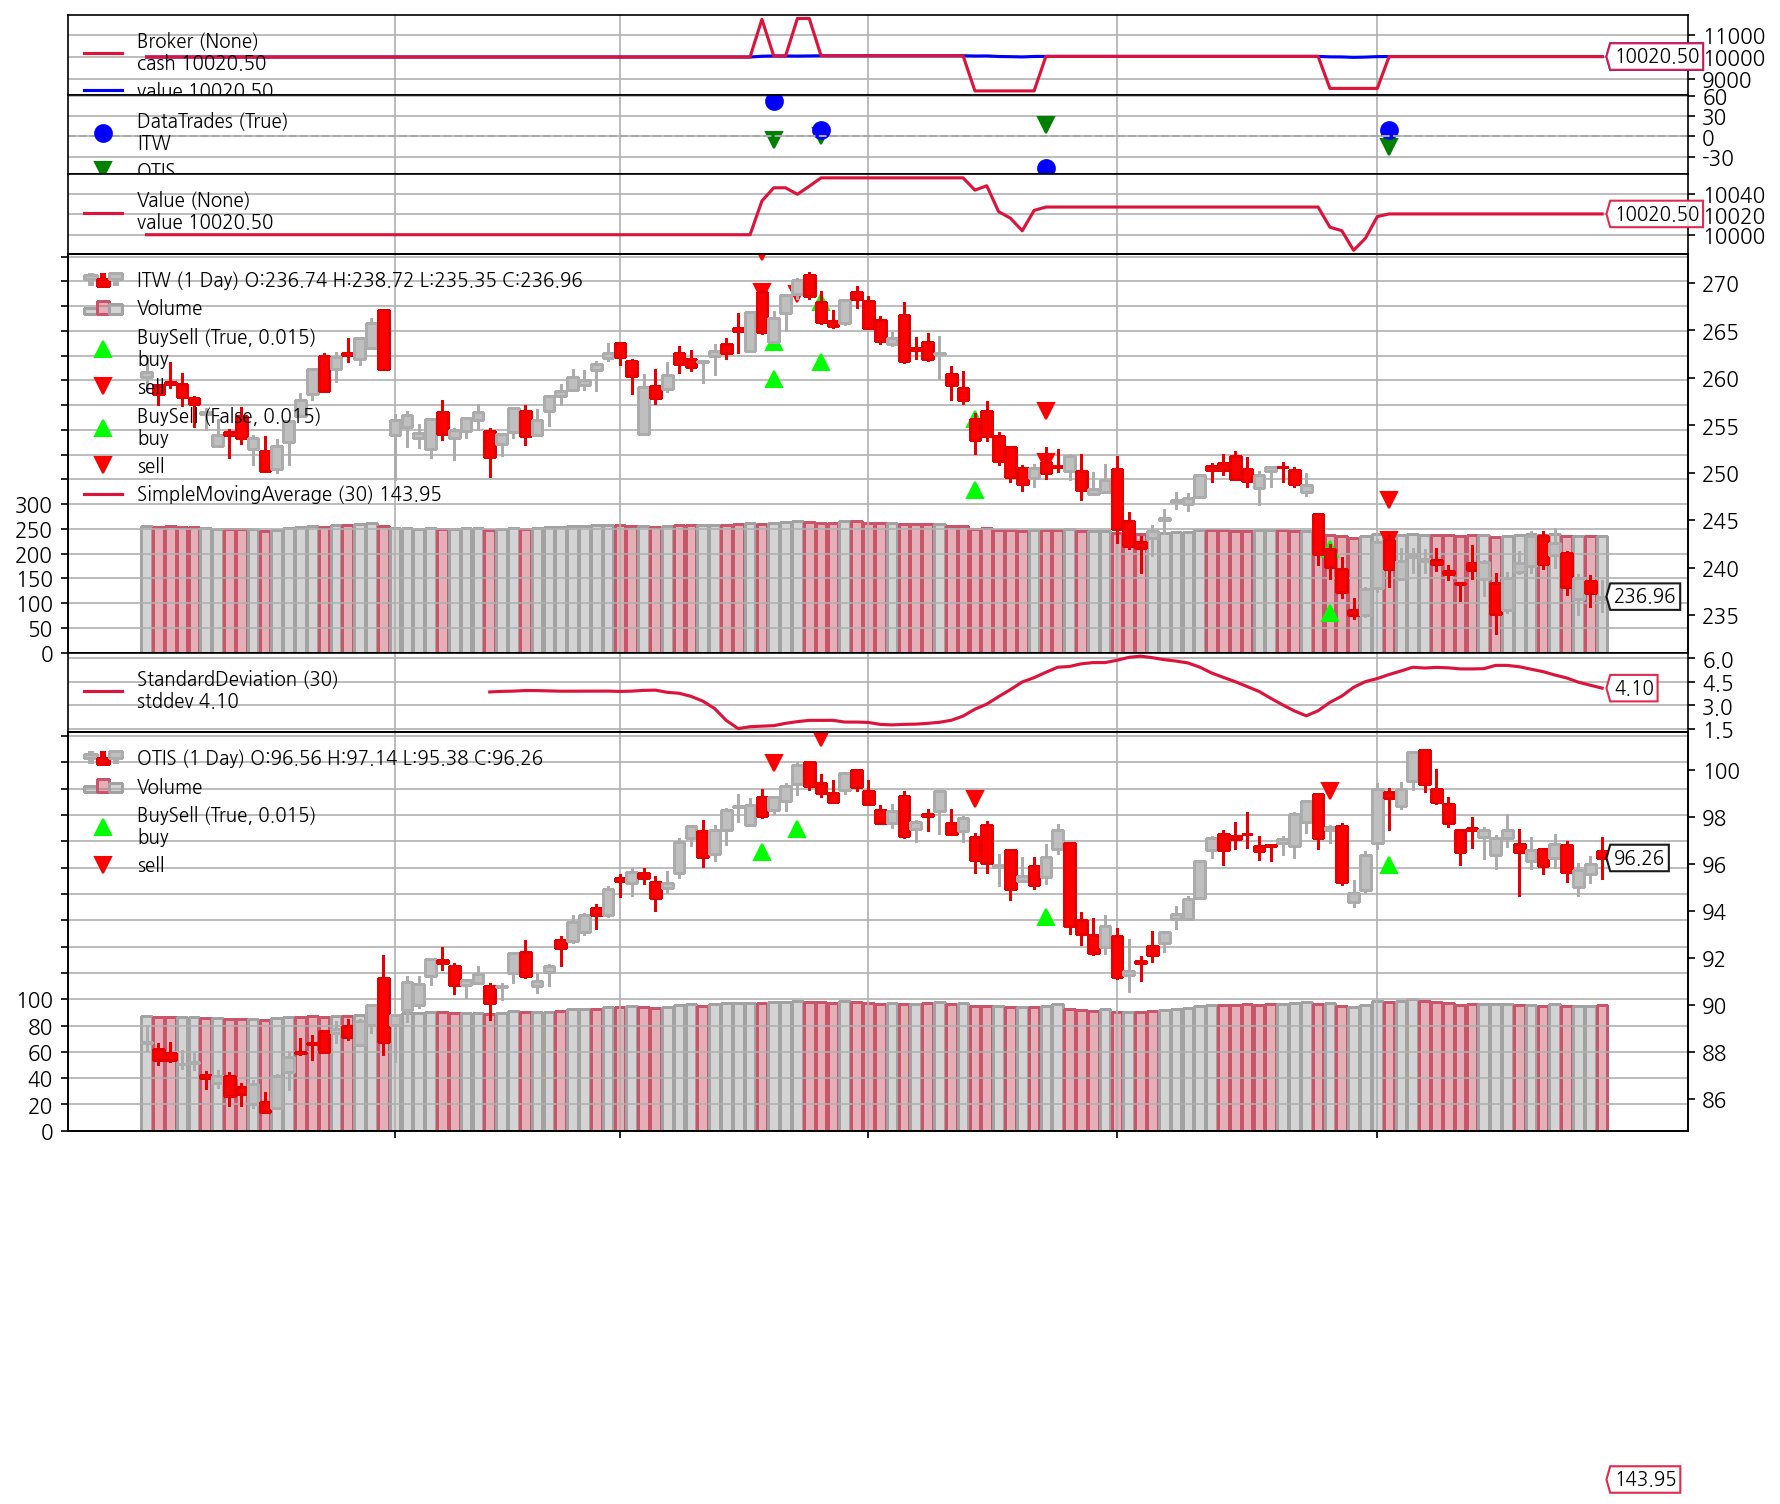 Broker (None)
cash 10020.50
value 10020.50
11000
10000
9000
10020.50
DataTrades (True)
ITW
OTIS
60
30
0
-30
Value (None)
value 10020.50
10040
10020
10000
10020.50
ITW (1 Day) O:236.74 H:238.72 L:235.35 C:236.96
Volume
BuySell (True, 0.015)
buy
sell
BuySell (False, 0.015)
buy
sell
SimpleMovingAverage (30) 143.95
300
250
200
150
100
50
0
270
265
260
255
250
245
240
235
236.96
StandardDeviation (30)
stddev 4.10
6.0
4.5
3.0
1.5
4.10
OTIS (1 Day) O:96.56 H:97.14 L:95.38 C:96.26
Volume
BuySell (True, 0.015)
buy
sell
100
80
60
40
20
0
100
98
96
94
92
90
88
86
96.26
143.95